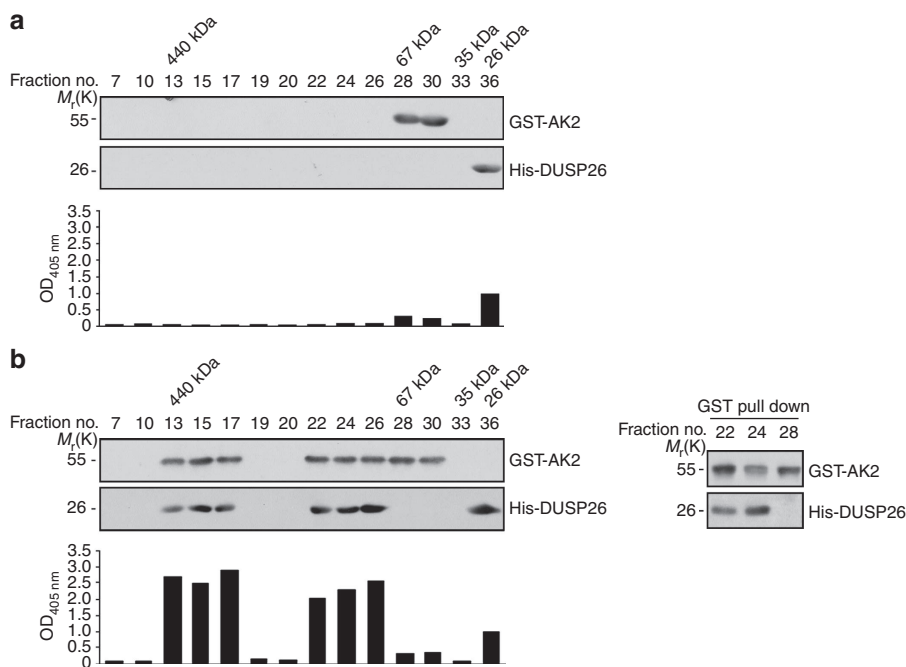 a
440 kDa 67 kDa 35 kDa 26 kDa
Fraction no. 7 10 13 15 17 19 20 22 24 26 28 30 33 36
Mr(K)
55 - GST-AK2
26 - His-DUSP26
3.5
3.0
2.5
2.0
1.5
1.0
0.5
0
OD405 nm
b
440 kDa 67 kDa 35 kDa 26 kDa
Fraction no. 7 10 13 15 17 19 20 22 24 26 28 30 33 36
Mr(K)
55 - GST-AK2
26 - His-DUSP26
3.5
3.0
2.5
2.0
1.5
1.0
0.5
0
OD405 nm
GST pull down
Fraction no. 22 24 28
Mr(K)
55 - GST-AK2
26 - His-DUSP26